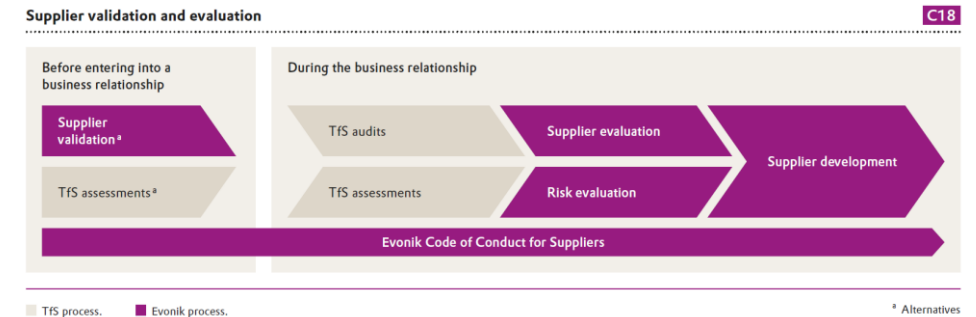 Supplier validation and evaluation
C18
Before entering into a
business relationship
During the business relationship
Supplier
validation ᵃ
TfS audits
Supplier evaluation
Supplier development
TfS assessments ᵃ
TfS assessments
Risk evaluation
Evonik Code of Conduct for Suppliers
TfS process.
Evonik process.
ᵃ Alternatives